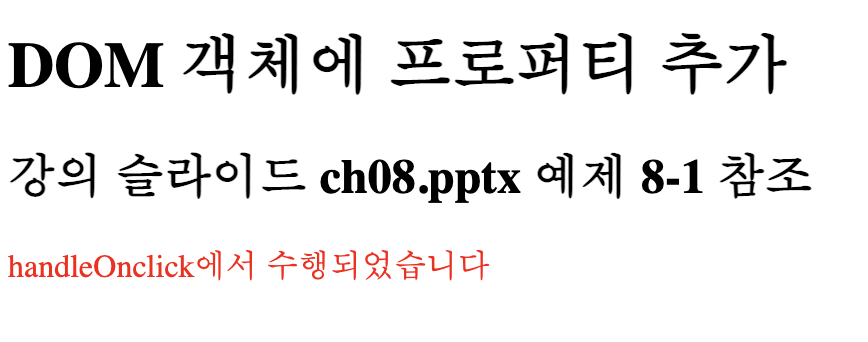 DOM 객체에 프로퍼티 추가
강의 슬라이드 ch08.pptx 예제 8-1 참조
handleOnclick에서 수행되었습니다